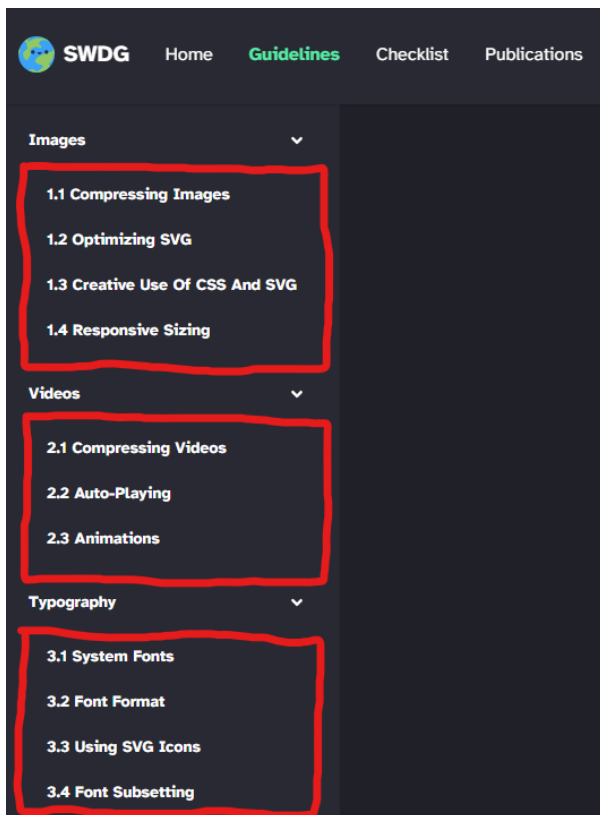 SWDG Home Guidelines Checklist Publications
Images
1.1 Compressing Images
1.2 Optimizing SVG
1.3 Creative Use Of CSS And SVG
1.4 Responsive Sizing
Videos
2.1 Compressing Videos
2.2 Auto-Playing
2.3 Animations
Typography
3.1 System Fonts
3.2 Font Format
3.3 Using SVG Icons
3.4 Font Subsetting